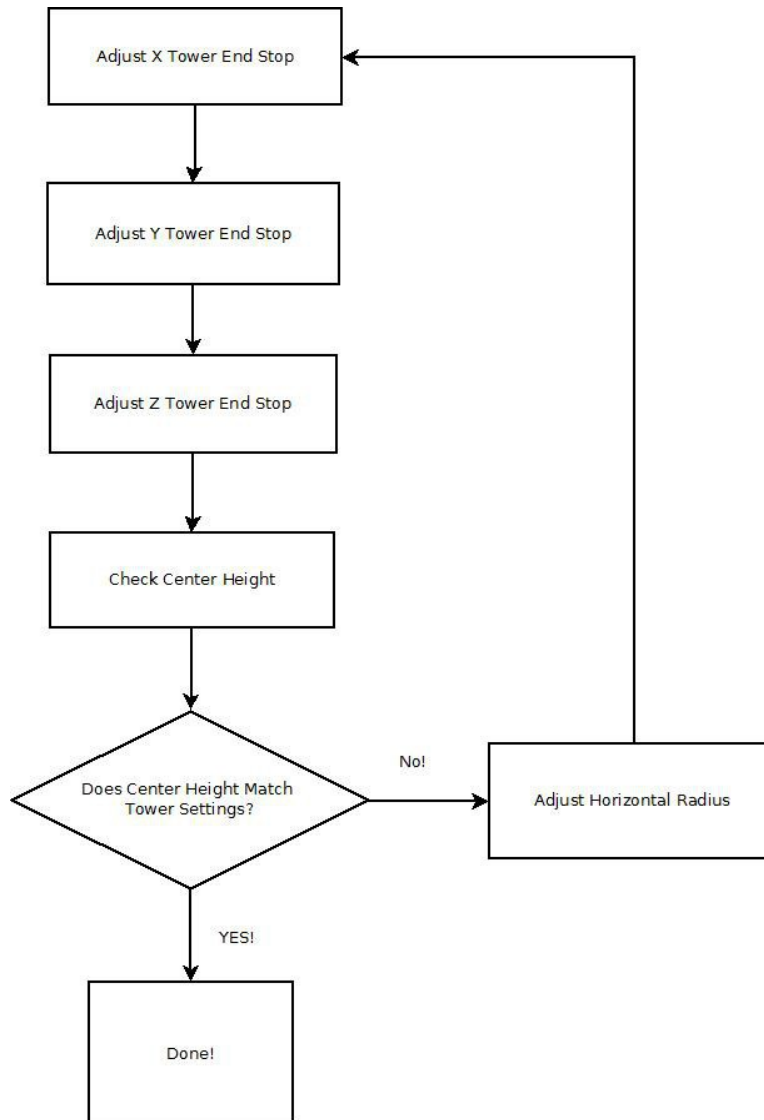 Adjust X Tower End Stop
Adjust Y Tower End Stop
Adjust Z Tower End Stop
Check Center Height
Does Center Height Match
Tower Settings?
No!
Adjust Horizontal Radius
YES!
Done!